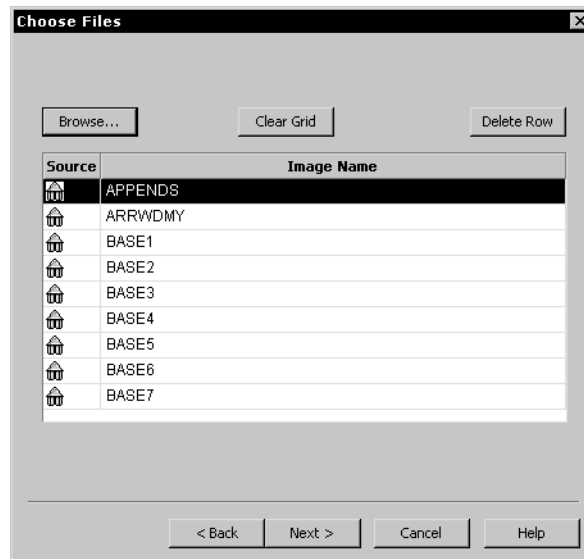 Choose Files
Browse... Clear Grid Delete Row
Source Image Name
APPENDS
ARRWDMY
BASE1
BASE2
BASE3
BASE4
BASE5
BASE6
BASE7
< Back Next > Cancel Help